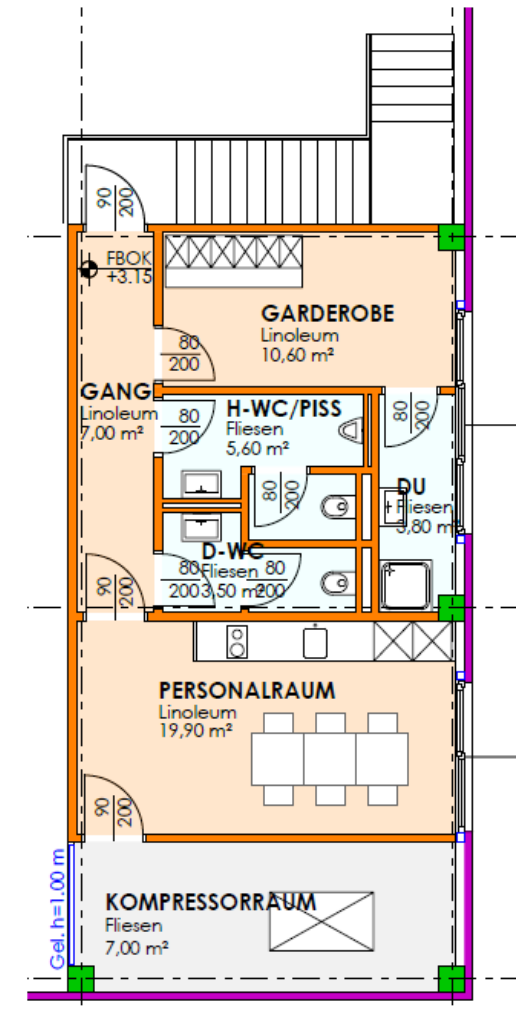 90
200
FBOK
+3.15
GARDEROBE
Linoleum
10,60 m²
80
200
GANG
Linoleum
7,00 m²
80
200
H-WC/PISS
Fliesen
5,60 m²
80
200
80
200
DU
Fliesen
3,80 m²
D-WC
Fliesen
3,50 m²
80
200
80
200
90
200
PERSONALRAUM
Linoleum
19,90 m²
90
200
Gel. h=1.00 m
KOMPRESSORRAUM
Fliesen
7,00 m²